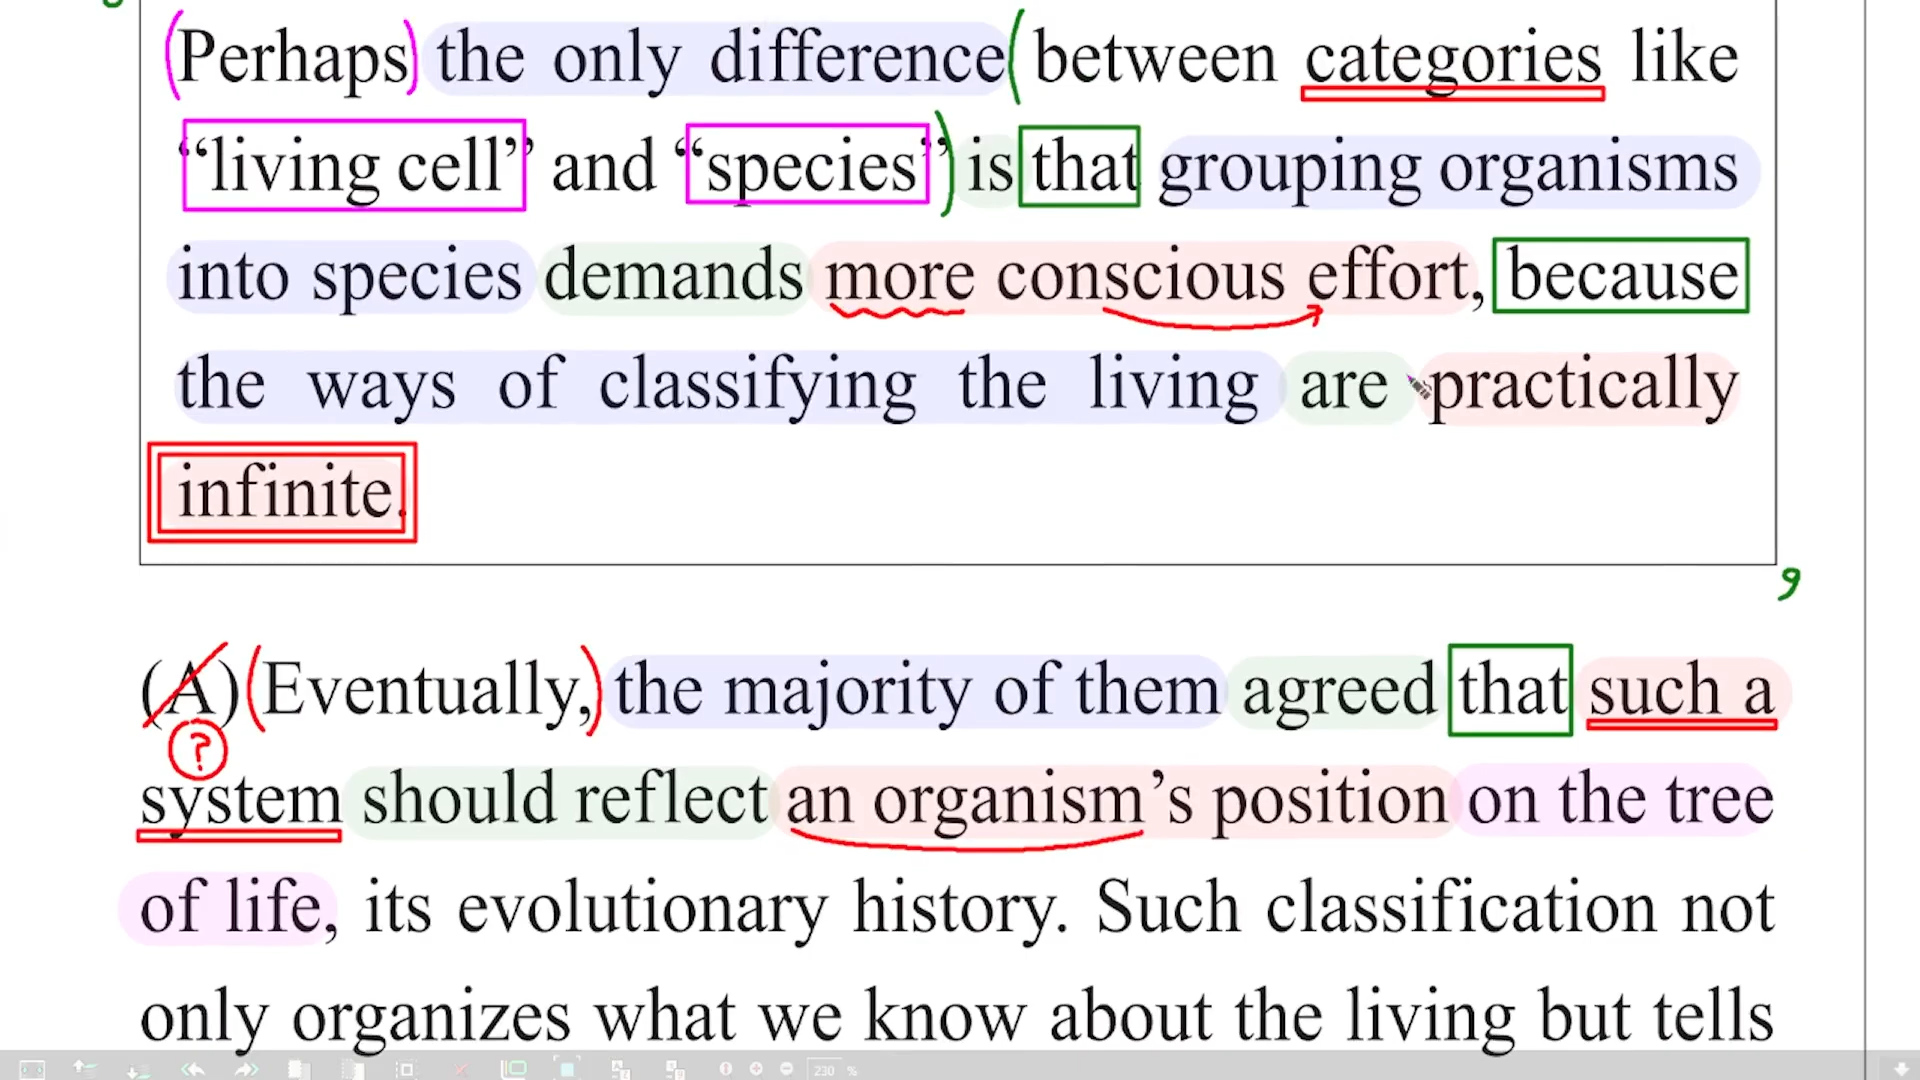 Perhaps the only difference between categories like
“living cell” and “species” is that grouping organisms
into species demands more conscious effort, because
the ways of classifying the living are practically
infinite.
(A) Eventually, the majority of them agreed that such a
?
system should reflect an organism’s position on the tree
of life, its evolutionary history. Such classification not
only organizes what we know about the living but tells
230 %